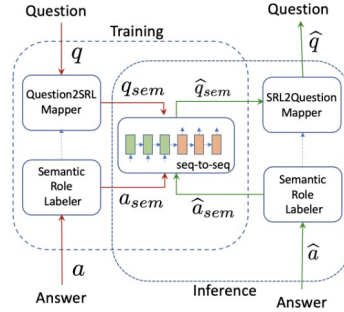 Question
Question
Training
q
q̂
Question2SRL
Mapper
q_sem
q̂_sem
SRL2Question
Mapper
seq-to-seq
Semantic
Role
Labeler
Semantic
Role
Labeler
a_sem
â_sem
a
â
Answer
Inference
Answer